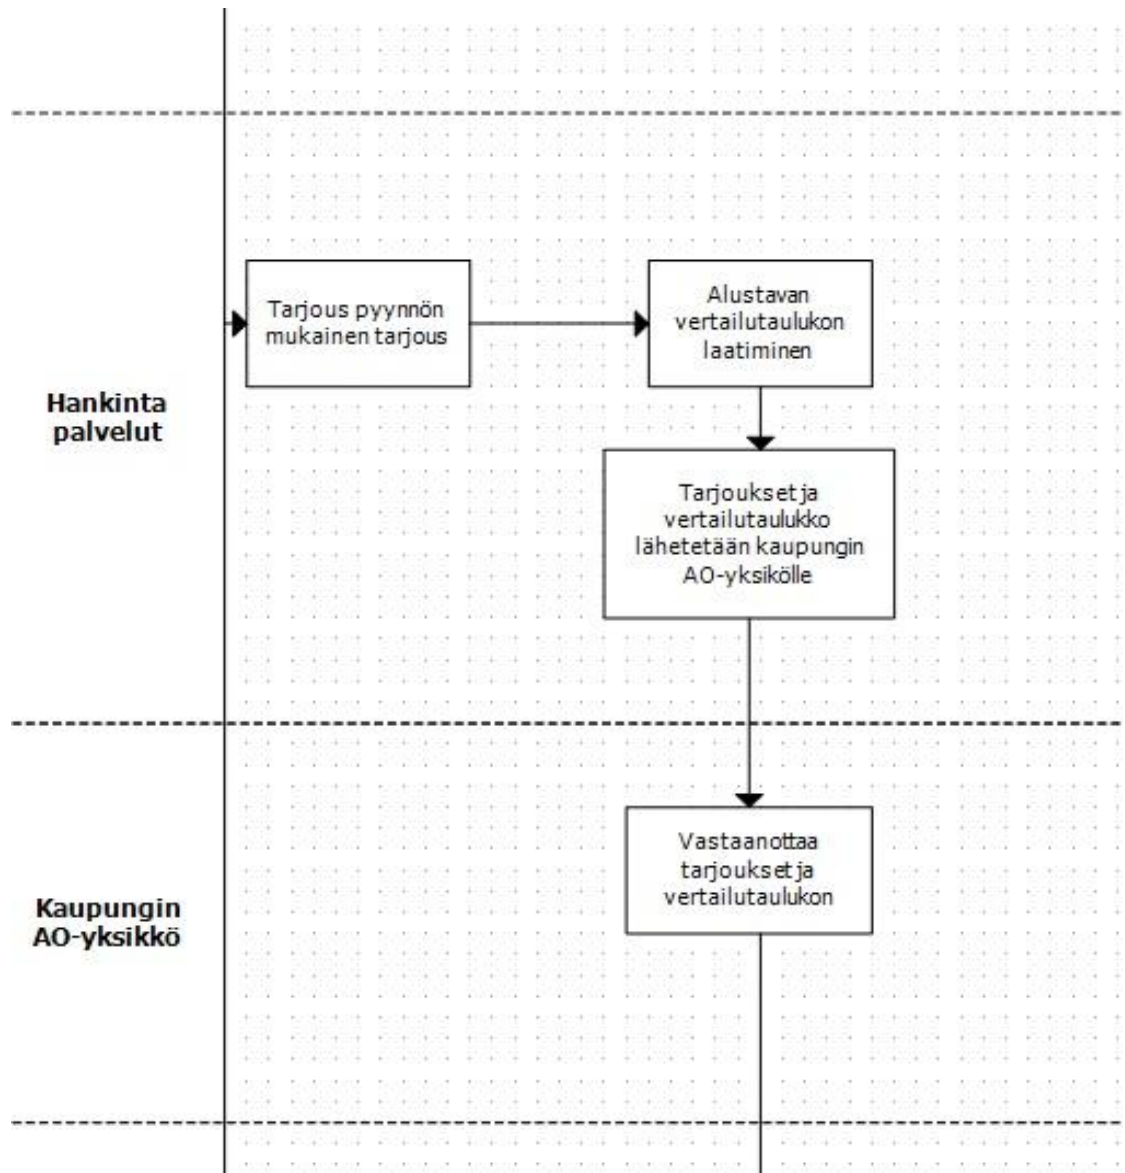 Tarjous pyynnön
mukainen tarjous
Alustavan
vertailutaulukon
laatiminen
Hankinta
palvelut
Tarjoukset ja
vertailutaulukko
lähetetään kaupungin
AO-yksikölle
Vastaanottaa
tarjoukset ja
vertailutaulukon
Kaupungin
AO-yksikkö